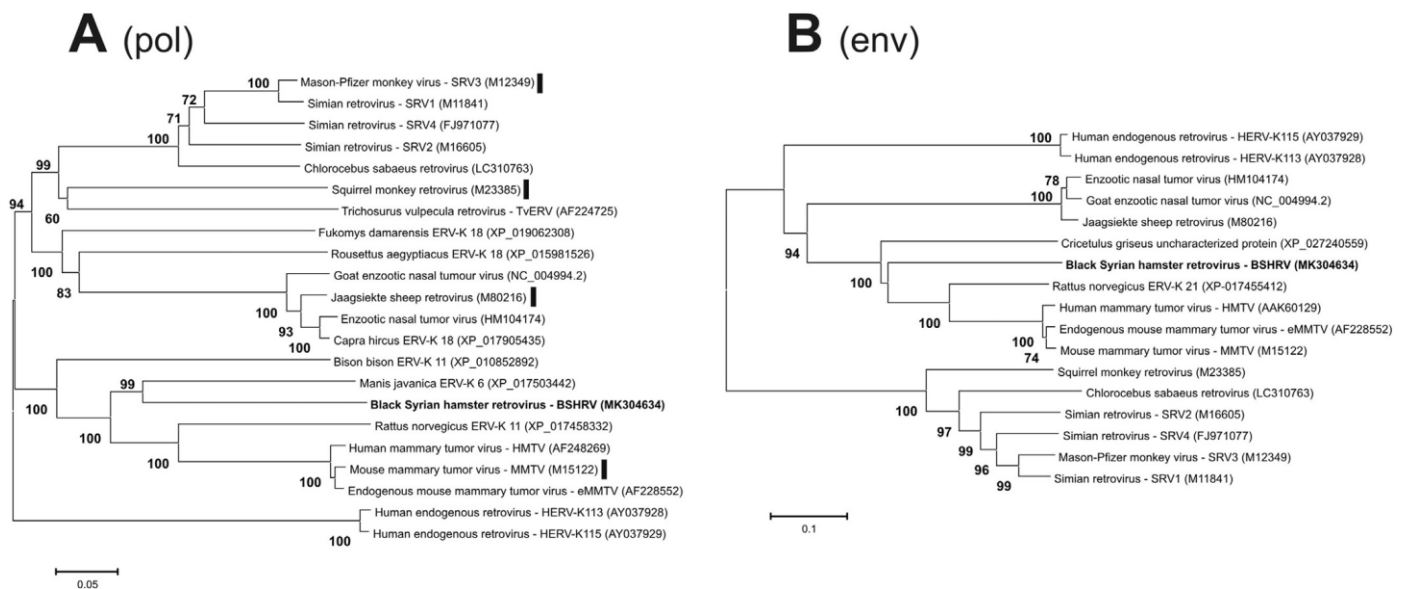 A (pol)
100
Mason-Pfizer monkey virus - SRV3 (M12349)
72
Simian retrovirus - SRV1 (M11841)
71
Simian retrovirus - SRV4 (FJ971077)
100
Simian retrovirus - SRV2 (M16605)
99
Chlorocebus sabaeus retrovirus (LC310763)
Squirrel monkey retrovirus (M23385)
94
60
Trichosurus vulpecula retrovirus - TvERV (AF224725)
Fukomys damarensis ERV-K 18 (XP_019062308)
Rousettus aegyptiacus ERV-K 18 (XP_015981526)
100
Goat enzootic nasal tumour virus (NC_004994.2)
83
Jaagsiekte sheep retrovirus (M80216)
100
Enzootic nasal tumor virus (HM104174)
93
Capra hircus ERV-K 18 (XP_017905435)
100
Bison bison ERV-K 11 (XP_010852892)
99
Manis javanica ERV-K 6 (XP_017503442)
100
Black Syrian hamster retrovirus - BSHRV (MK304634)
Rattus norvegicus ERV-K 11 (XP_017458332)
100
Human mammary tumor virus - HMTV (AF248269)
100
Mouse mammary tumor virus - MMTV (M15122)
100
Endogenous mouse mammary tumor virus - eMMTV (AF228552)
Human endogenous retrovirus - HERV-K113 (AY037928)
Human endogenous retrovirus - HERV-K115 (AY037929)
100
0.05
B (env)
100
Human endogenous retrovirus - HERV-K115 (AY037929)
Human endogenous retrovirus - HERV-K113 (AY037928)
78
Enzootic nasal tumor virus (HM104174)
100
Goat enzootic nasal tumor virus (NC_004994.2)
Jaagsiekte sheep retrovirus (M80216)
94
Cricetulus griseus uncharacterized protein (XP_027240559)
Black Syrian hamster retrovirus - BSHRV (MK304634)
100
Rattus norvegicus ERV-K 21 (XP-017455412)
Human mammary tumor virus - HMTV (AAK60129)
100
Endogenous mouse mammary tumor virus - eMMTV (AF228552)
100
Mouse mammary tumor virus - MMTV (M15122)
74
Squirrel monkey retrovirus (M23385)
Chlorocebus sabaeus retrovirus (LC310763)
100
Simian retrovirus - SRV2 (M16605)
97
Simian retrovirus - SRV4 (FJ971077)
99
Mason-Pfizer monkey virus - SRV3 (M12349)
96
Simian retrovirus - SRV1 (M11841)
99
0.1